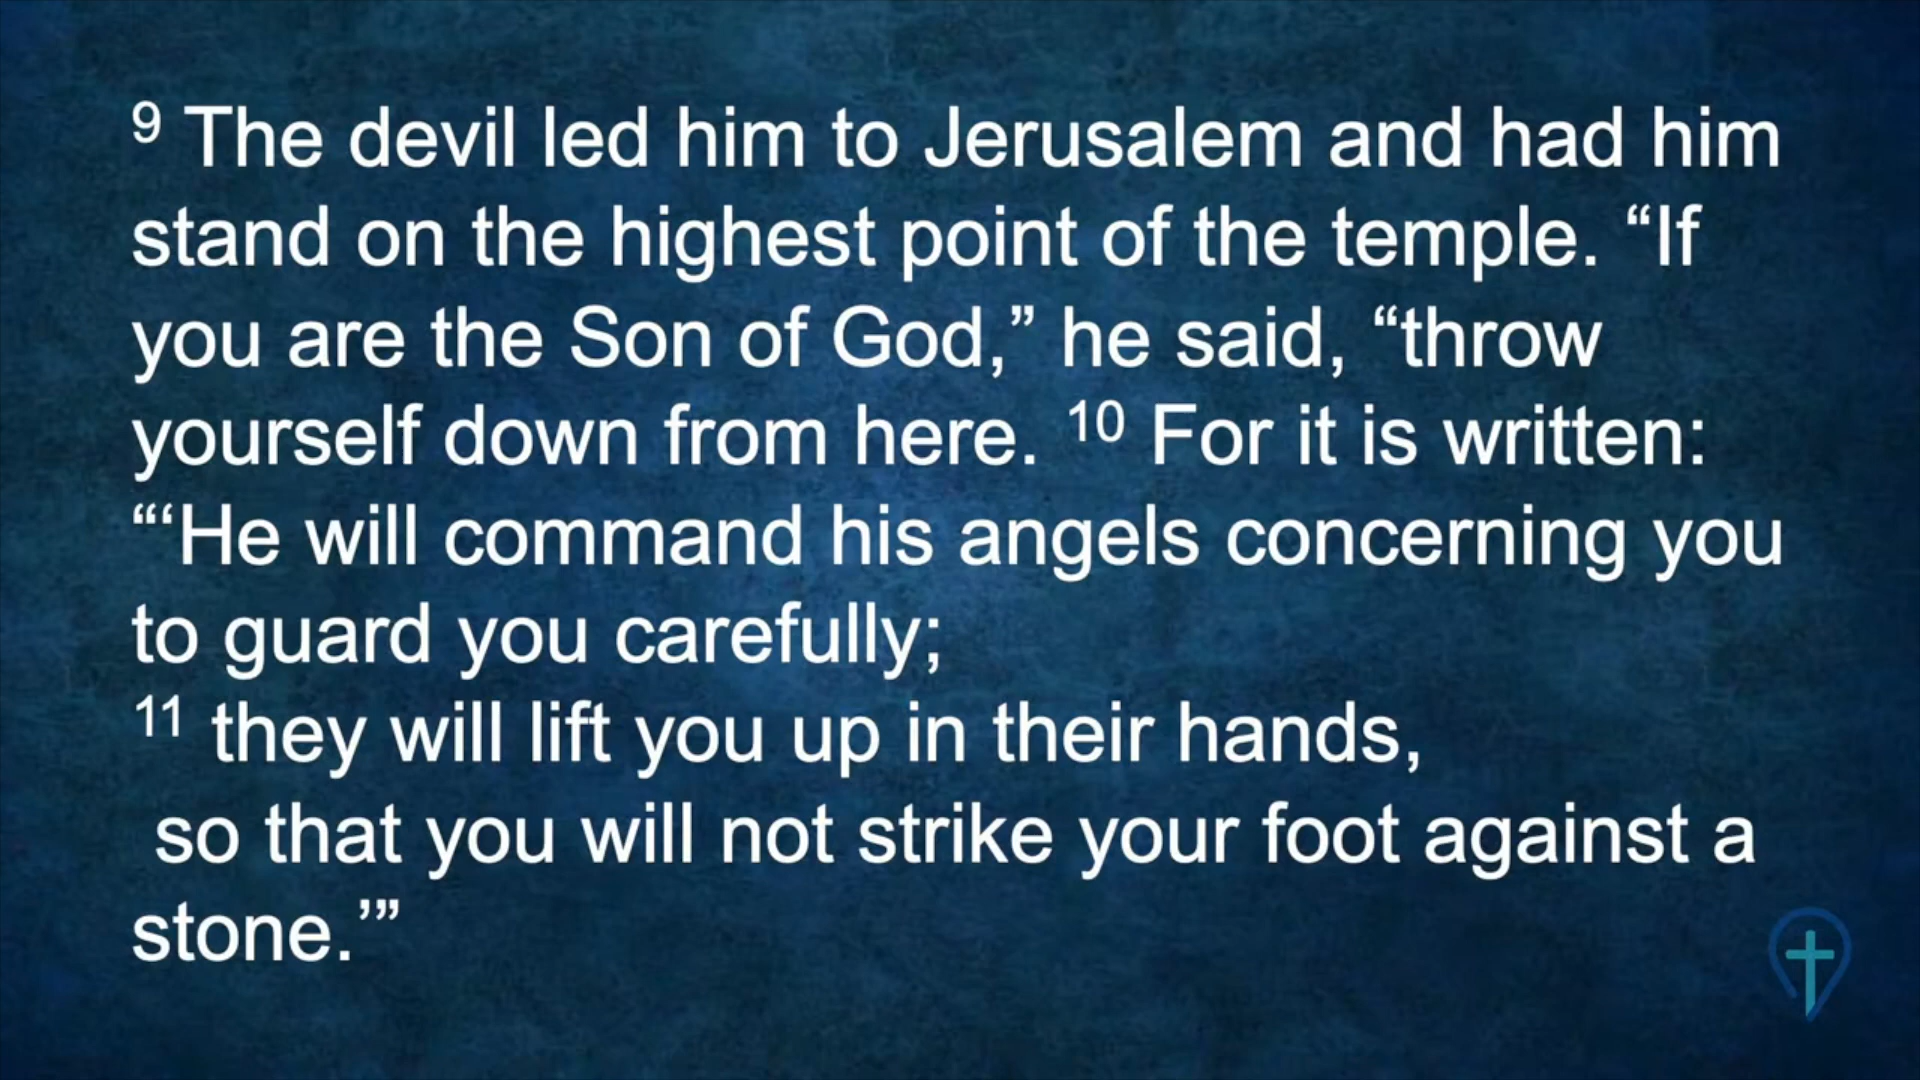 9 The devil led him to Jerusalem and had him
stand on the highest point of the temple. “If
you are the Son of God,” he said, “throw
yourself down from here. 10 For it is written:
“‘He will command his angels concerning you
to guard you carefully;
11 they will lift you up in their hands,
so that you will not strike your foot against a
stone.’”